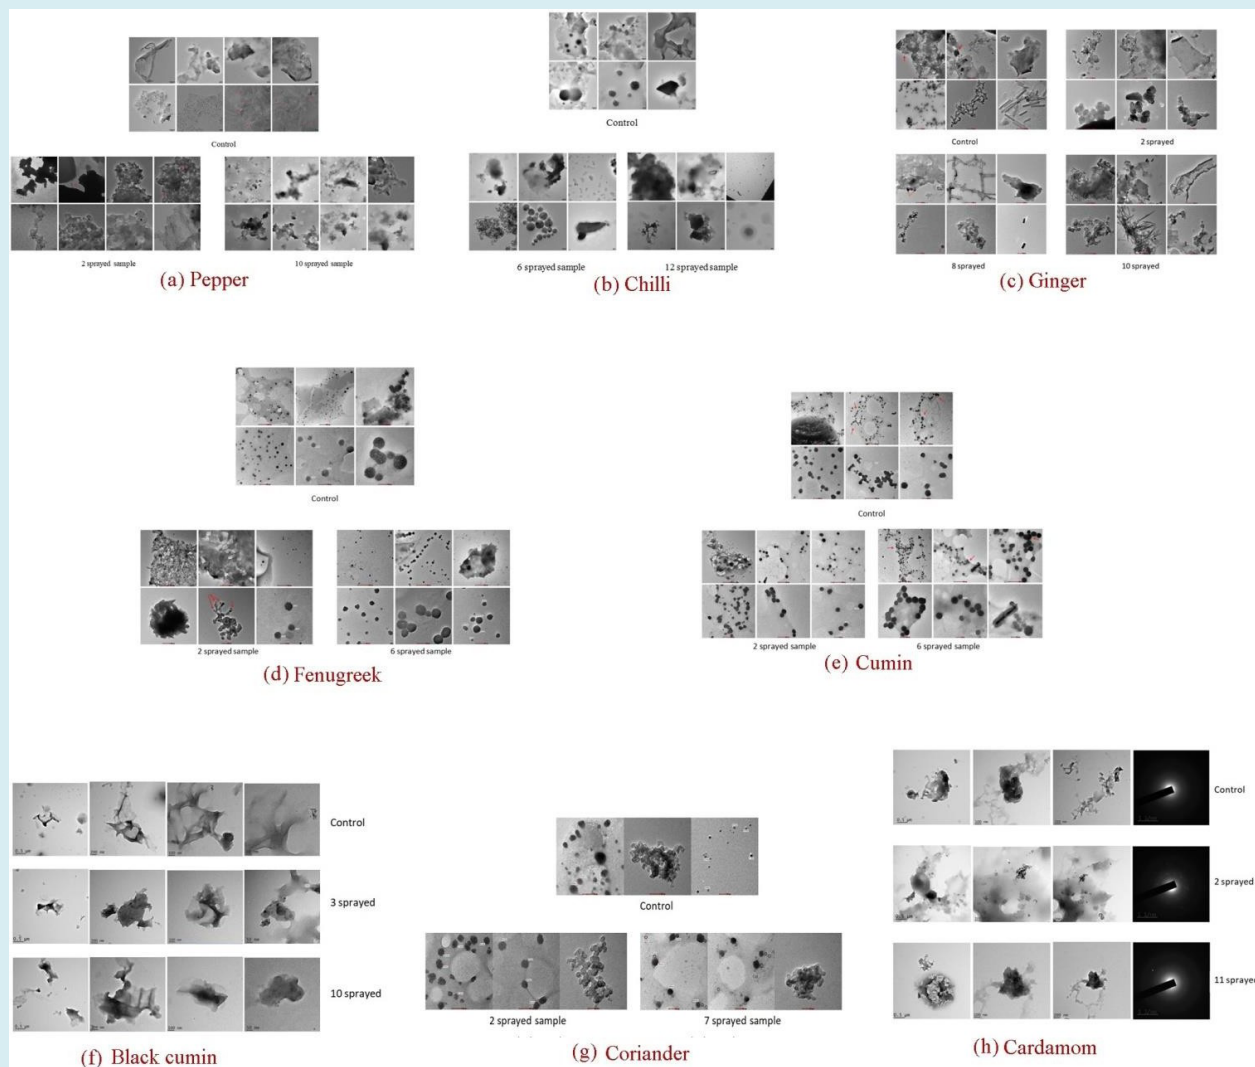 Control
2 sprayed sample
10 sprayed sample
(a) Pepper
Control
6 sprayed sample
12 sprayed sample
(b) Chilli
Control
2 sprayed
8 sprayed
10 sprayed
(c) Ginger
Control
2 sprayed sample
6 sprayed sample
(d) Fenugreek
Control
2 sprayed sample
6 sprayed sample
(e) Cumin
Control
3 sprayed
10 sprayed
(f) Black cumin
Control
2 sprayed sample
7 sprayed sample
(g) Coriander
Control
2 sprayed
11 sprayed
(h) Cardamom